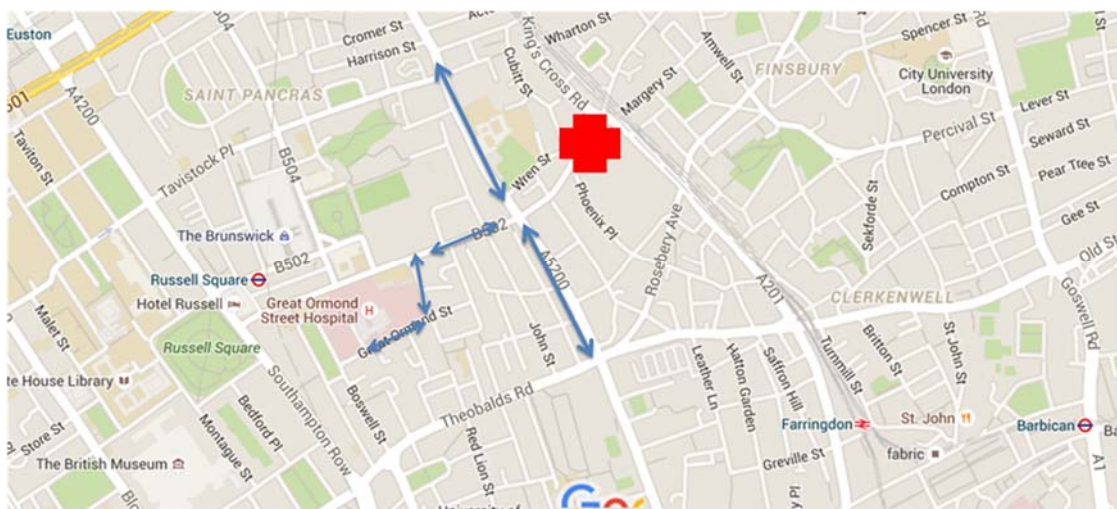 Euston
501
A4200
Cromer St
Harrison St
SAINT PANCRAS
Taviton St
Tavistock Pl
B504
The Brunswick
B502
Russell Square
Hotel Russell
Great Ormond
Street Hospital
Great Ormond St
Russell Square
Malet St
te House Library
Store St
Montague St
Bedford Pl
Southampton Row
Boswell St
The British Museum
Red Lion St
Theobalds Rd
John St
B502
A5200
Wren St
Phoenix Pl
Cubitt St
King's Cross Rd
Wharton St
Margery St
Amwell St
FINSBURY
Spencer St
City University
London
Lever St
Percival St
Seward St
Pear Tree St
Compton St
Gee St
Sekforde St
Old St
Goswell Rd
Rosebery Ave
A201
CLERKENWELL
Leather Ln
Hatton Garden
Saffron Hill
Turnmill St
Britton St
St John St
Farringdon
St. John
Barbican
fabric
Greville St
A1